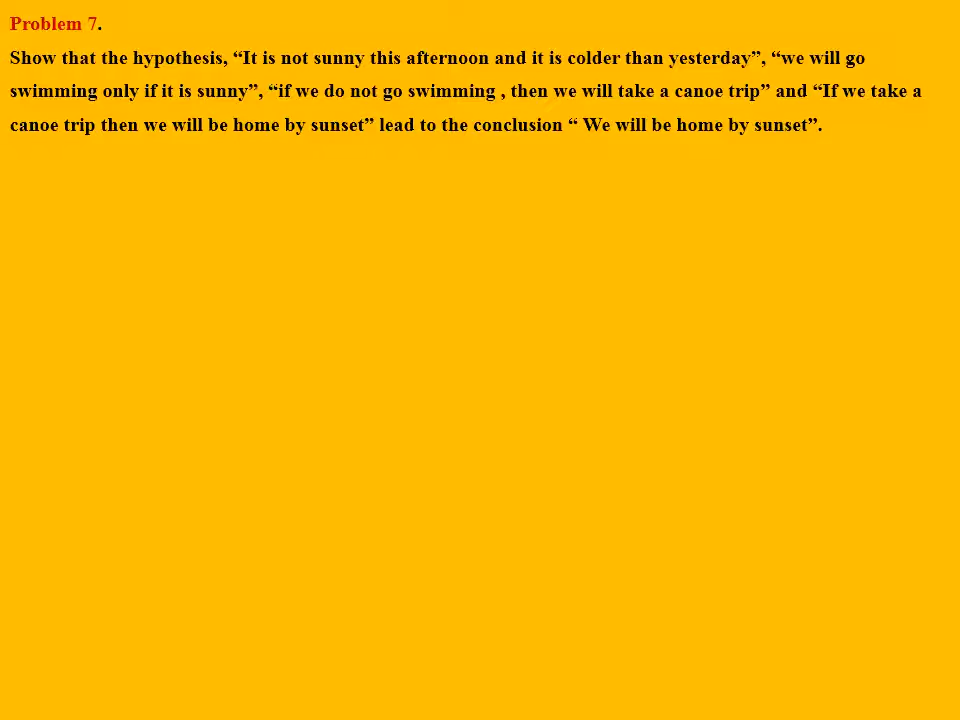 Problem 7.
Show that the hypothesis, “It is not sunny this afternoon and it is colder than yesterday”, “we will go
swimming only if it is sunny”, “if we do not go swimming , then we will take a canoe trip” and “If we take a
canoe trip then we will be home by sunset” lead to the conclusion “ We will be home by sunset”.